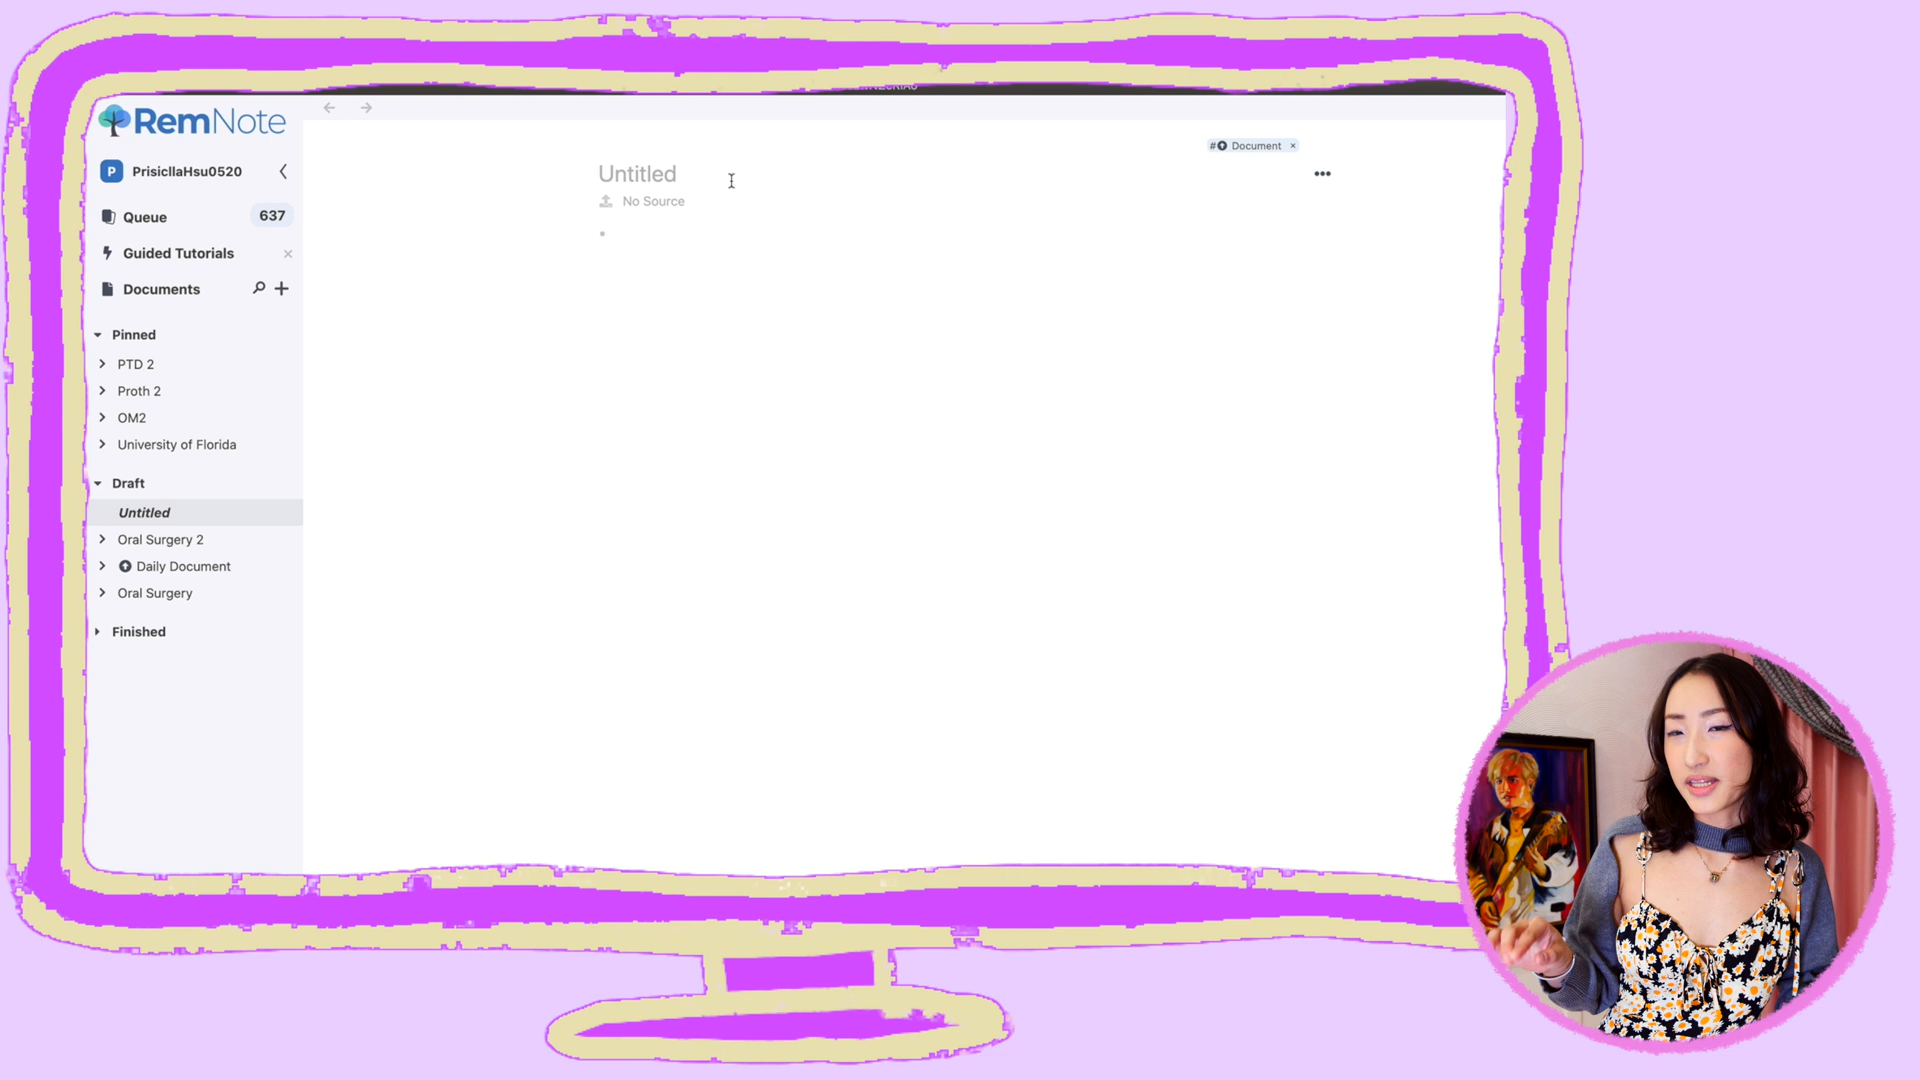 RemNote
PrisicllaHsu0520
Queue 637
Guided Tutorials
Documents
Pinned
PTD 2
Proth 2
OM2
University of Florida
Draft
Untitled
Oral Surgery 2
Daily Document
Oral Surgery
Finished
# Document ×
Untitled
No Source